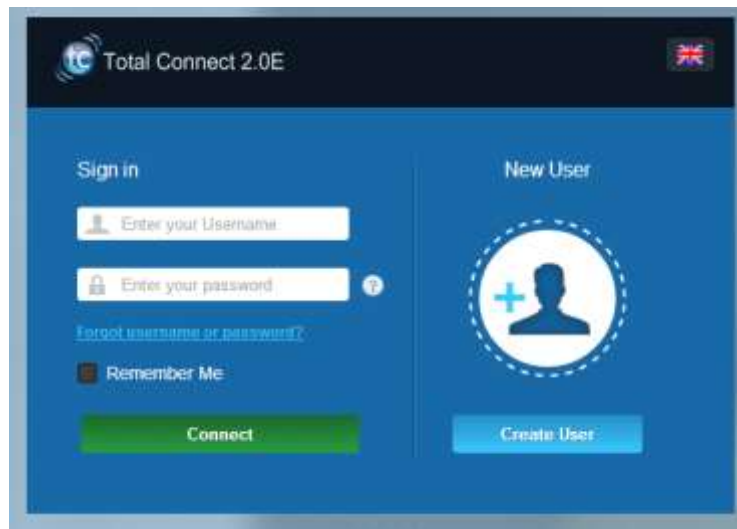 tc Total Connect 2.0E
Sign in
Enter your Username
Enter your password
?
Forgot username or password?
Remember Me
Connect
New User
+
Create User